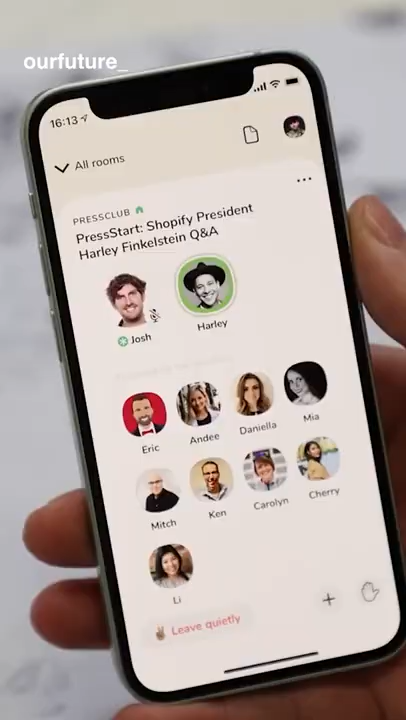 ourfuture_
16:13
All rooms
PRESSCLUB
PressStart: Shopify President
Harley Finkelstein Q&A
Josh
Harley
Eric
Andee
Daniella
Mia
Mitch
Ken
Carolyn
Cherry
Li
Leave quietly